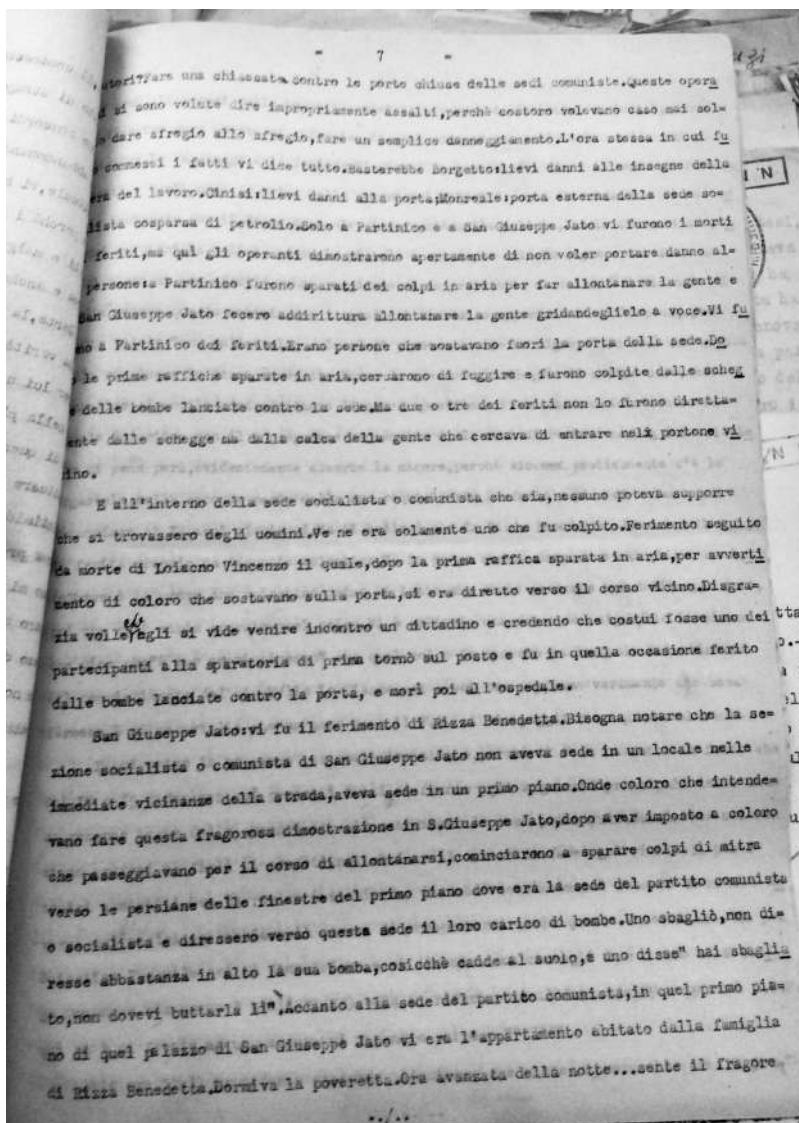 = 7 =
utori?Fare una chiassata contro le porte chiuse delle sedi comuniste.Queste opera
si sono volute dire impropriamente assalti,perchè costoro volevano caso mai sol=
dare sfregio allo sfregio,fare un semplice danneggiamento.L'ora stessa in cui fu
commessi i fatti vi dice tutto.Basterebbe Borgetto:lievi danni alle insegne della
era del lavoro.Cinisi:lievi danni alla porta;Monreale:porta esterna della sede so=
lista cosparsa di petrolio.Solo a Partinico e a San Giuseppe Jato vi furono i morti
feriti,ma qui gli operanti dimostrarono apertamente di non voler portare danno al=
persone:a Partinico furono sparati dei colpi in aria per far allontanare la gente e
San Giuseppe Jato fecero addirittura allontanare la gente gridandoglielo a voce.Vi fu
no a Partinico dei feriti.Erano persone che sostavano fuori la porta della sede.Do
le prime raffiche sparate in aria,cercarono di fuggire e furono colpite dalle scheg
delle bombe lanciate contro la sede.Ma due o tre dei feriti non lo furono diretta=
ente dalle schegge ma dalla calca della gente che cercava di entrare nel portone vi
cino.
E all'interno della sede socialista o comunista che sia,nessuno poteva supporre
che si trovassero degli uomini.Ve ne era solamente uno che fu colpito.Ferimento seguito
da morte di Loiacno Vincenzo il quale,dopo la prima raffica sparata in aria,per avverti
mento di coloro che sostavano sulla porta,si era diretto verso il corso vicino.Disgra=
zia volle che egli si vide venire incontro un cittadino e credendo che costui fosse uno dei
partecipanti alla sparatoria di prima tornò sul posto e fu in quella occasione ferito
dalle bombe lanciate contro la porta, e morì poi all'ospedale.
San Giuseppe Jato:vi fu il ferimento di Rizza Benedetta.Bisogna notare che la se=
zione socialista o comunista di San Giuseppe Jato non aveva sede in un locale nelle
immediate vicinanze della strada,aveva sede in un primo piano.Onde coloro che intende=
vano fare questa fragorosa dimostrazione in S.Giuseppe Jato,dopo aver imposto a coloro
che passeggiavano per il corso di allontanarsi,cominciarono a sparare colpi di mitra
verso le persiane delle finestre del primo piano dove era la sede del partito comunista
o socialista e diressero verso questa sede il loro carico di bombe.Uno sbagliò,non di=
resse abbastanza in alto la sua bomba,cosicchè cadde al suolo,e uno disse" hai sbaglia
to,non dovevi buttarla lì".Accanto alla sede del partito comunista,in quel primo pia=
no di quel palazzo di San Giuseppe Jato vi era l'appartamento abitato dalla famiglia
di Rizza Benedetta.Dormiva la poveretta.Ora avanzata della notte...sente il fragore
../..